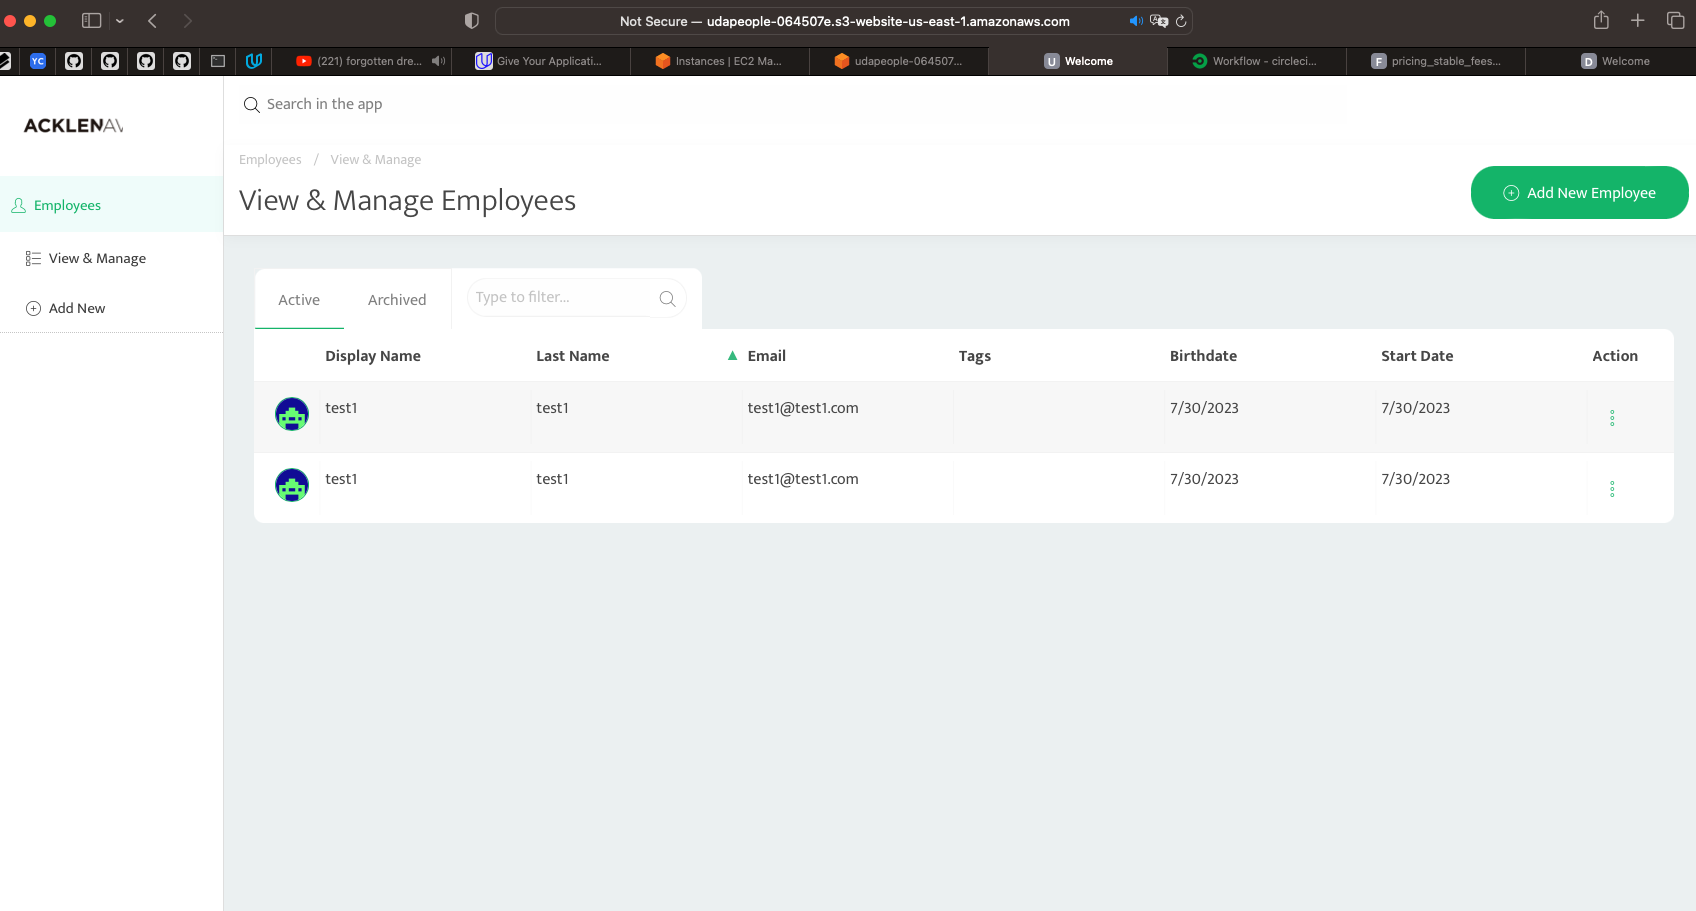 Not Secure — udapeople-064507e.s3-website-us-east-1.amazonaws.com
YC
(221) forgotten dre...
Give Your Applicati...
Instances | EC2 Ma...
udapeople-064507...
U Welcome
Workflow - circleci...
F pricing_stable_fees...
D Welcome
ACKLENAV
Search in the app
Employees / View & Manage
View & Manage Employees
Add New Employee
Employees
View & Manage
Add New
Active
Archived
Type to filter...
Display Name Last Name ▲ Email Tags Birthdate Start Date Action
test1 test1 test1@test1.com 7/30/2023 7/30/2023
test1 test1 test1@test1.com 7/30/2023 7/30/2023